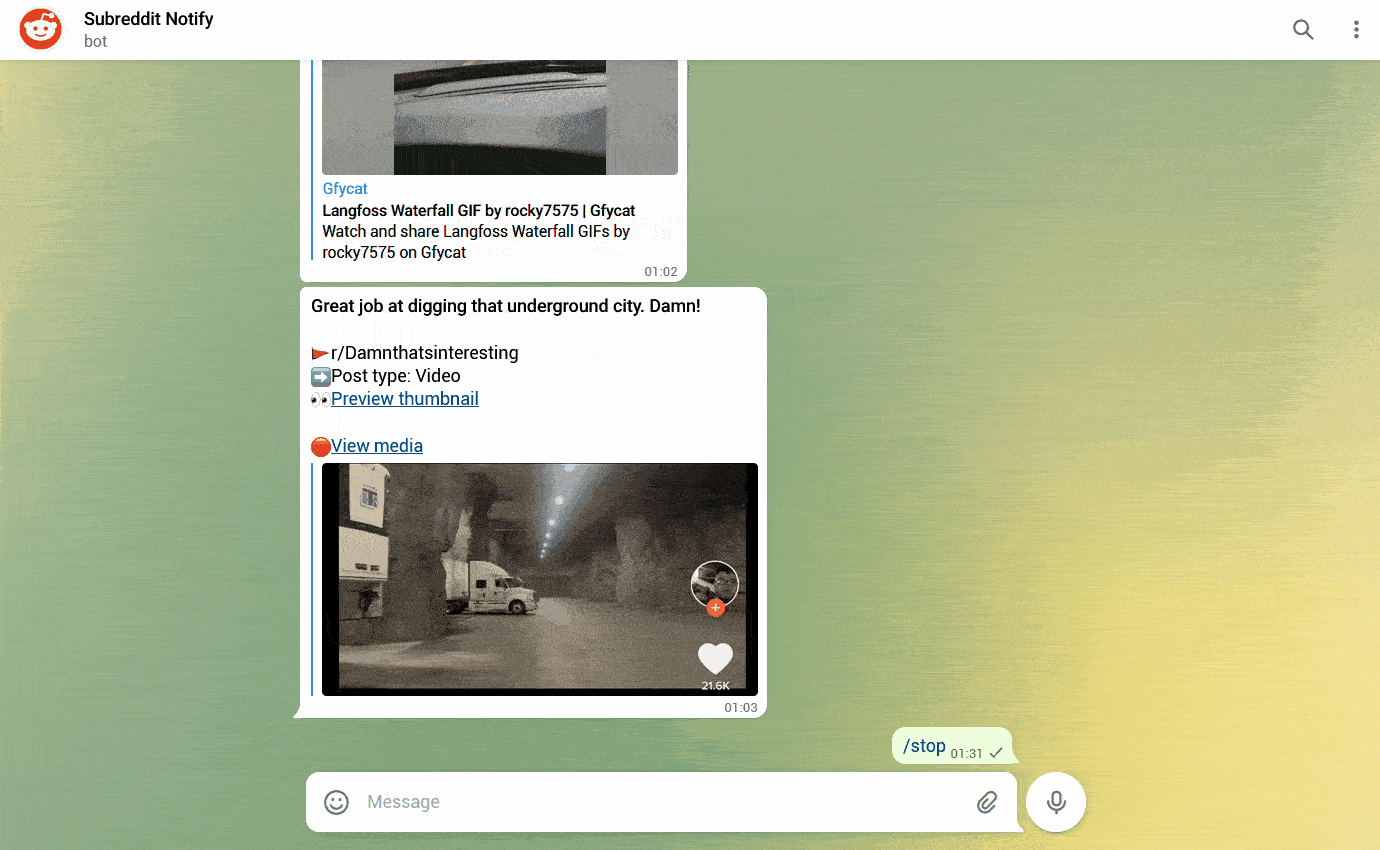 Subreddit Notify
bot
Gfycat
Langfoss Waterfall GIF by rocky7575 | Gfycat
Watch and share Langfoss Waterfall GIFs by
rocky7575 on Gfycat
01:02
Great job at digging that underground city. Damn!
r/Damnthatsinteresting
Post type: Video
Preview thumbnail
View media
21.6K
01:03
/stop 01:31
Message